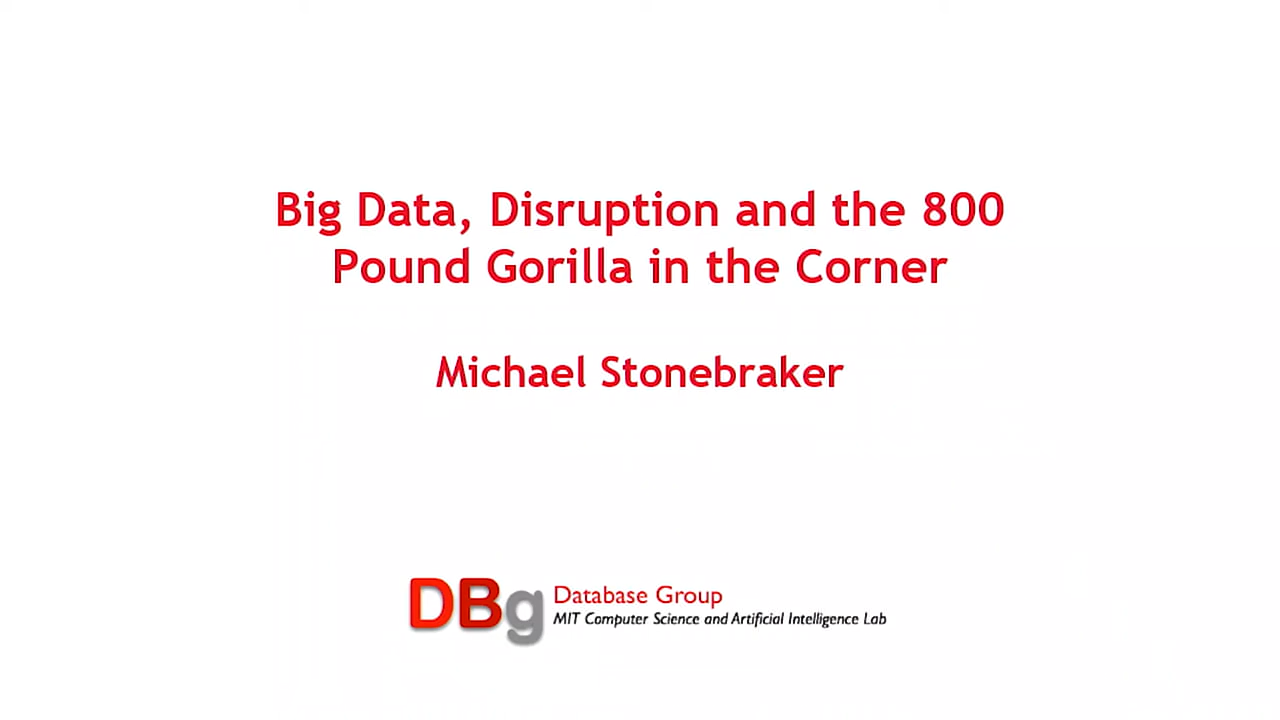 Big Data, Disruption and the 800
Pound Gorilla in the Corner
Michael Stonebraker
DBg
Database Group
MIT Computer Science and Artificial Intelligence Lab